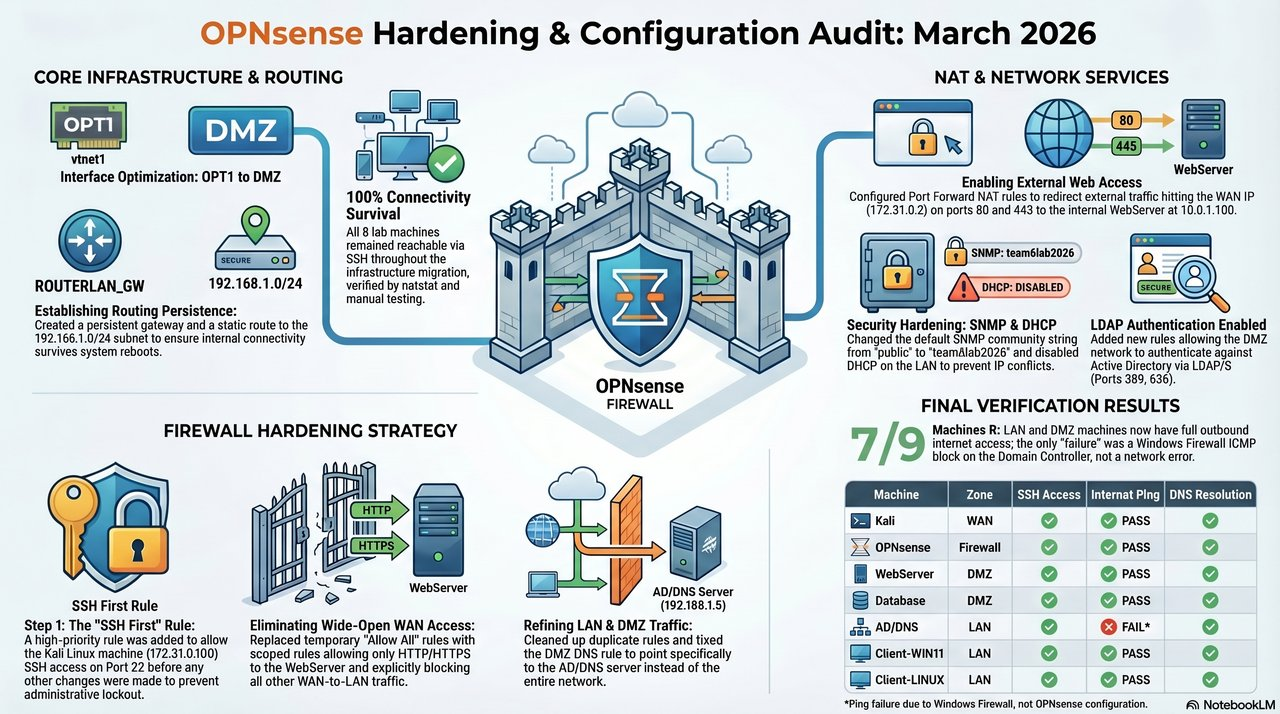 OPNsense Hardening & Configuration Audit: March 2026
CORE INFRASTRUCTURE & ROUTING
OPT1
vtnet1
DMZ
Interface Optimization: OPT1 to DMZ
100% Connectivity
Survival
All 8 lab machines
remained reachable via
SSH throughout the
infrastructure migration,
verified by natstat and
manual testing.
ROUTERLAN_GW
SECURE
192.168.1.0/24
Establishing Routing Persistence:
Created a persistent gateway and a static route to the
192.166.1.0/24 subnet to ensure internal connectivity
survives system reboots.
OPNsense
FIREWALL
NAT & NETWORK SERVICES
80
445
WebServer
Enabling External Web Access
Configured Port Forward NAT rules to redirect external traffic hitting the WAN IP
(172.31.0.2) on ports 80 and 443 to the internal WebServer at 10.0.1.100.
SNMP: team6lab2026
DHCP: DISABLED
Security Hardening: SNMP & DHCP
Changed the default SNMP community string
from "public" to "team∆lab2026" and disabled
DHCP on the LAN to prevent IP conflicts.
SECURE
LDAP Authentication Enabled
Added new rules allowing the DMZ
network to authenticate against
Active Directory via LDAP/S
(Ports 389, 636).
FIREWALL HARDENING STRATEGY
SSH First Rule
Step 1: The "SSH First" Rule:
A high-priority rule was added to allow
the Kali Linux machine (172.31.0.100)
SSH access on Port 22 before any
other changes were made to prevent
administrative lockout.
HTTP
HTTPS
WebServer
Eliminating Wide-Open WAN Access:
Replaced temporary "Allow All" rules with
scoped rules allowing only HTTP/HTTPS
to the WebServer and explicitly blocking
all other WAN-to-LAN traffic.
AD/DNS Server
(192.188.1.5)
Refining LAN & DMZ Traffic:
Cleaned up duplicate rules and tixed
the DMZ DNS rule to point specifically
to the AD/DNS server instead of the
entire network.
FINAL VERIFICATION RESULTS
7/9
Machines R: LAN and DMZ machines now have full outbound
internet access; the only "failure" was a Windows Firewall ICMP
block on the Domain Controller, not a network error.
Machine Zone SSH Access Internat Plng DNS Resolution
Kali WAN PASS
OPNsense Firewall PASS
WebServer DMZ PASS
Database DMZ PASS
AD/DNS LAN FAIL*
Client-WIN11 LAN PASS
Client-LINUX LAN PASS
*Ping failure due to Windows Firewall, not OPNsense configuration.
NotebookLM